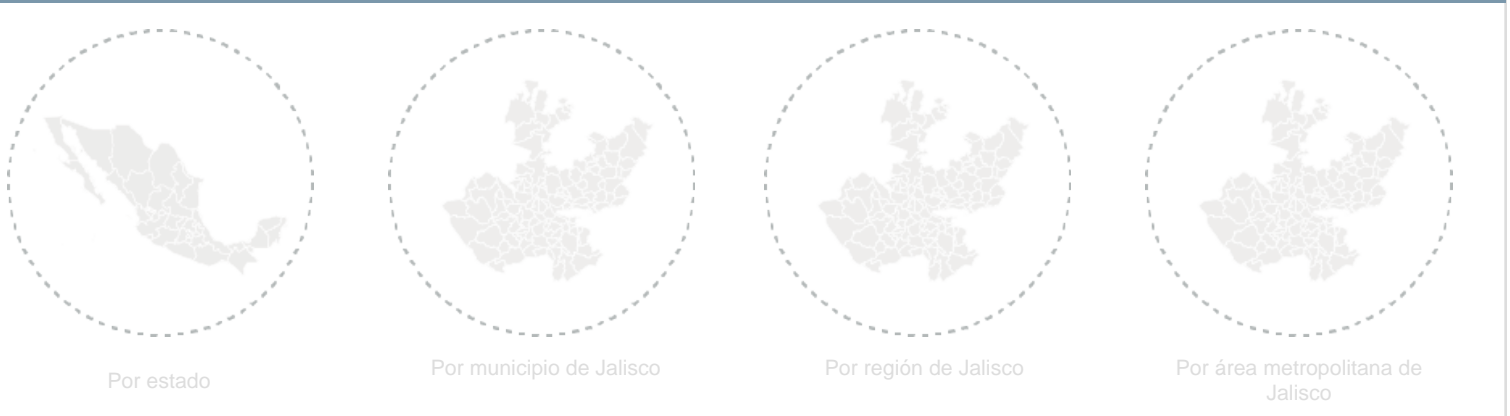 Por estado
Por municipio de Jalisco
Por región de Jalisco
Por área metropolitana de
Jalisco